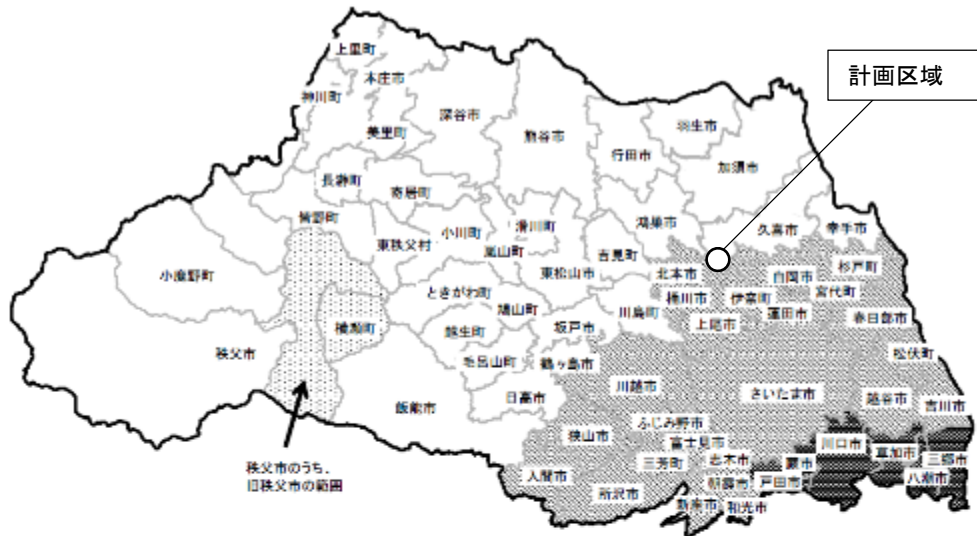 計画区域
上里町
本庄市
神川町
美里町
深谷市
熊谷市
羽生市
行田市
加須市
長瀞町
寄居町
皆野町
小川町
滑川町
鴻巣市
久喜市
幸手市
東秩父村
嵐山町
吉見町
小鹿野町
東松山市
北本市
白岡市
杉戸町
ときがわ町
桶川市
伊奈町
宮代町
横瀬町
鳩山町
川島町
蓮田市
越生町
坂戸市
上尾市
春日部市
秩父市
毛呂山町
鶴ヶ島市
松伏町
日高市
川越市
さいたま市
越谷市
吉川市
飯能市
ふじみ野市
狭山市
富士見市
川口市
草加市
三郷市
秩父市のうち、
旧秩父市の範囲
入間市
三芳町
志木市
蕨市
八潮市
所沢市
朝霞市
戸田市
新座市
和光市